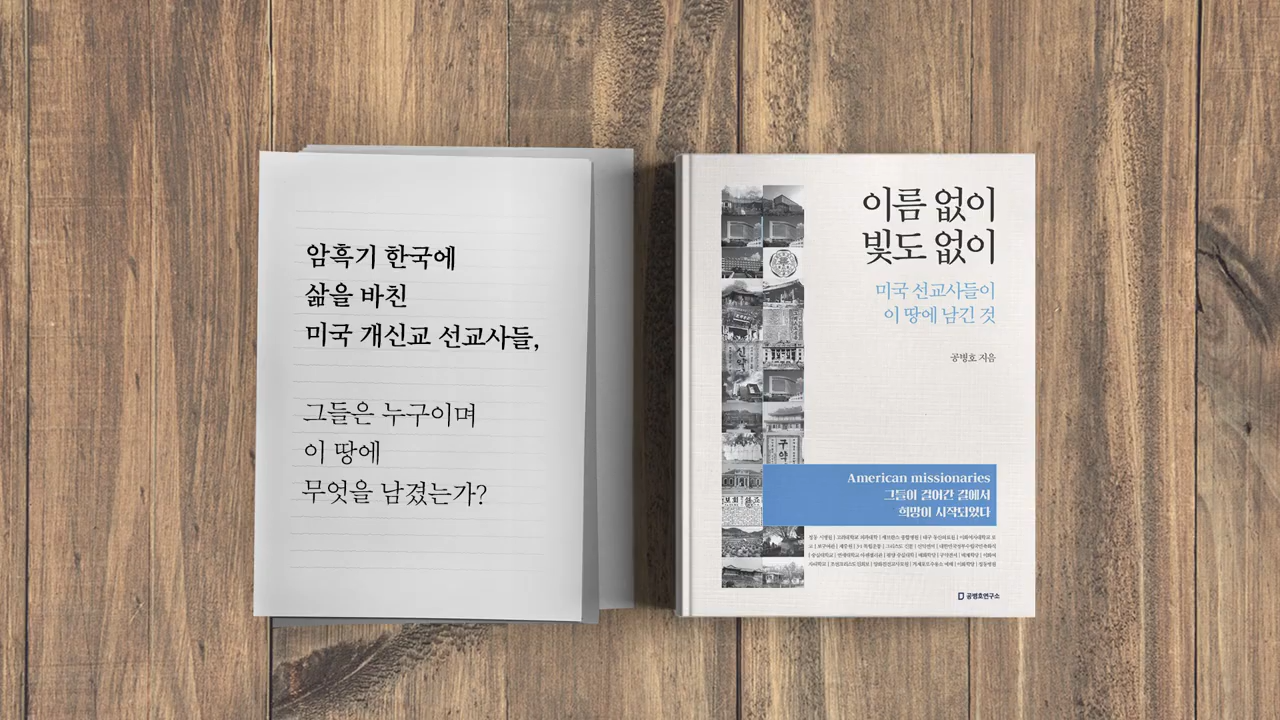 암흑기 한국에
삶을 바친
미국 개신교 선교사들,
그들은 누구이며
이 땅에
무엇을 남겼는가?
이름 없이
빛도 없이
미국 선교사들이
이 땅에 남긴 것
공병호 지음
구약
American missionaries
그들이 걸어간 길에서
희망이 시작되었다
공병호연구소